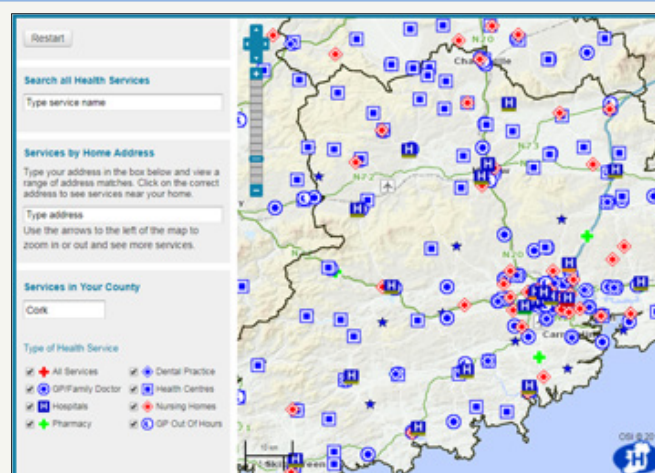 Restart
Search all Health Services
Type service name
Services by Home Address
Type your address in the box below and view a
range of address matches. Click on the correct
address to see services near your home.
Type address
Use the arrows to the left of the map to
zoom in or out and see more services.
Services in Your County
Cork
Type of Health Service
All Services
Dental Practice
GP/Family Doctor
Health Centres
Hospitals
Nursing Homes
Pharmacy
GP Out Of Hours
N20
N73
N72
N20
10 km